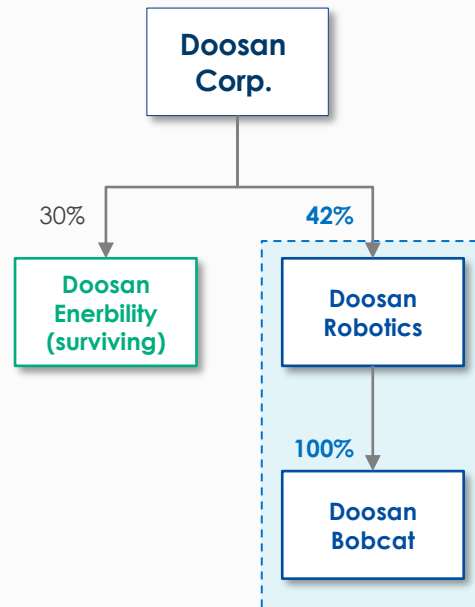 Doosan
Corp.
30%
42%
Doosan
Enerbility
(surviving)
Doosan
Robotics
100%
Doosan
Bobcat